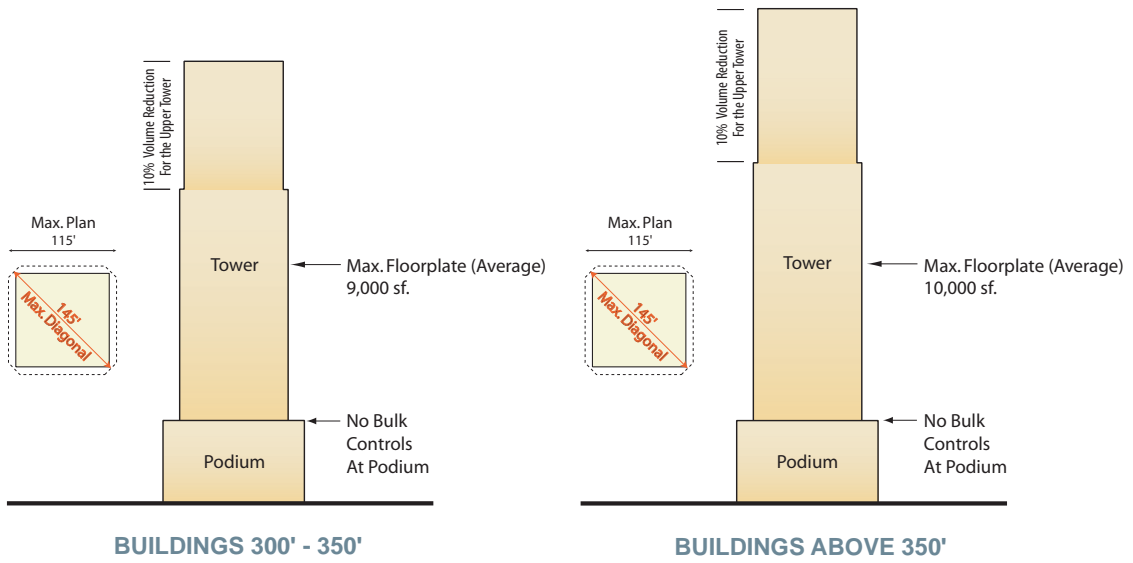 10% Volume Reduction
For the Upper Tower
Max. Plan
115'
145'
Max. Diagonal
Tower
Max. Floorplate (Average)
9,000 sf.
No Bulk
Controls
At Podium
Podium
BUILDINGS 300' - 350'
10% Volume Reduction
For the Upper Tower
Max. Plan
115'
145'
Max. Diagonal
Tower
Max. Floorplate (Average)
10,000 sf.
No Bulk
Controls
At Podium
Podium
BUILDINGS ABOVE 350'